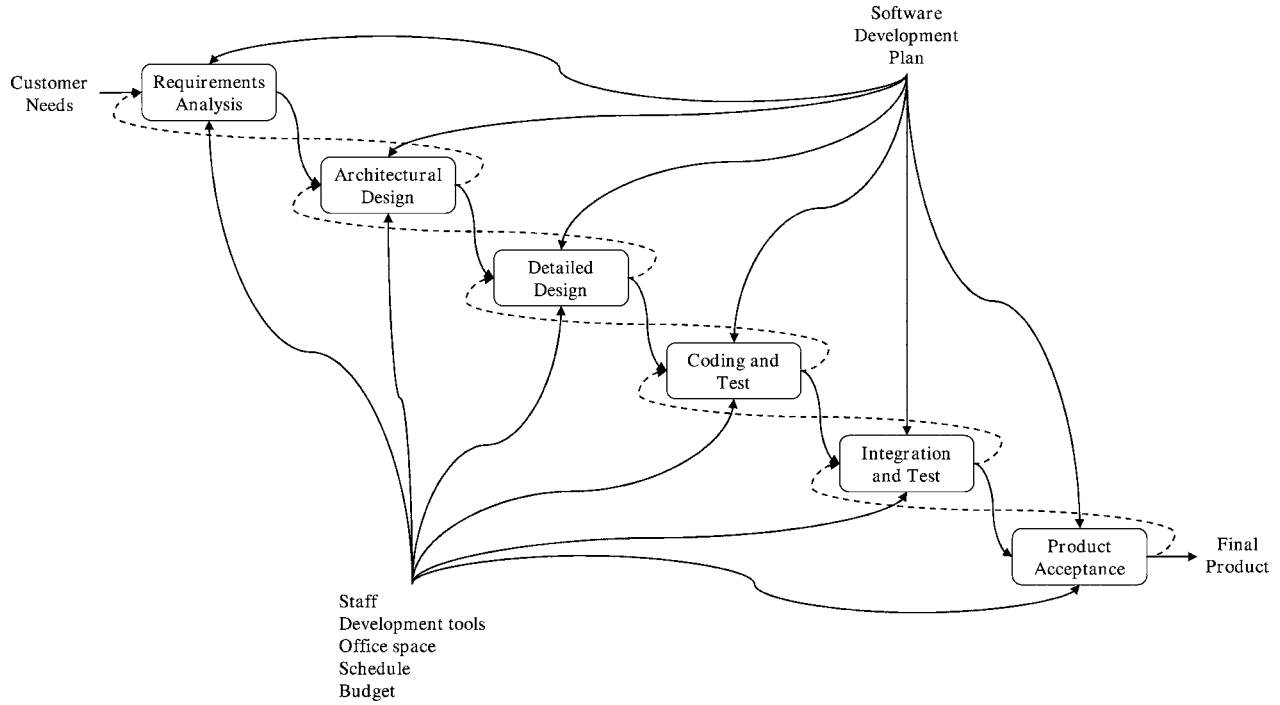 Software
Development
Plan
Customer
Needs
Requirements
Analysis
Architectural
Design
Detailed
Design
Coding and
Test
Integration
and Test
Product
Acceptance
Final
Product
Staff
Development tools
Office space
Schedule
Budget